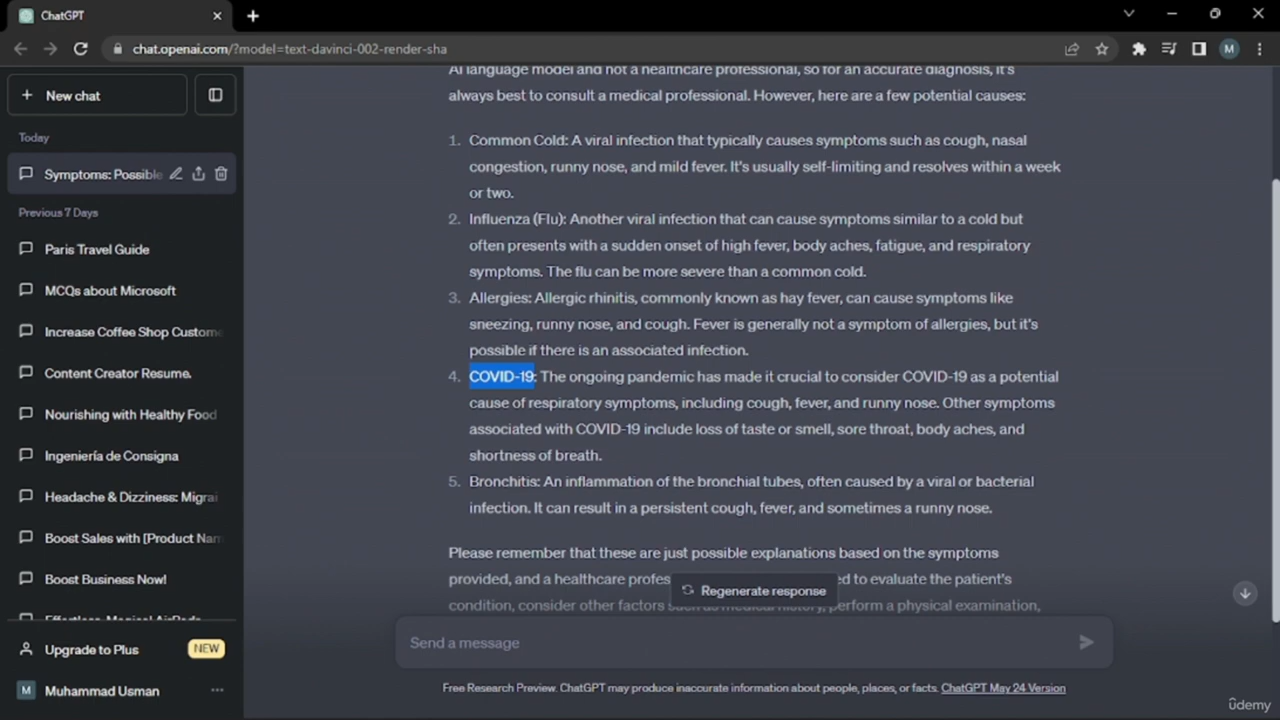 ChatGPT
chat.openai.com/?model=text-davinci-002-render-sha
M
New chat
Today
Symptoms: Possible
Previous 7 Days
Paris Travel Guide
MCQs about Microsoft
Increase Coffee Shop Custome
Content Creator Resume.
Nourishing with Healthy Food
Ingeniería de Consigna
Headache & Dizziness: Migrai
Boost Sales with [Product Nam
Boost Business Now!
Effortless, Magical AirPods
Upgrade to Plus NEW
M Muhammad Usman
AI language model and not a healthcare professional, so for an accurate diagnosis, it's
always best to consult a medical professional. However, here are a few potential causes:
1. Common Cold: A viral infection that typically causes symptoms such as cough, nasal
congestion, runny nose, and mild fever. It's usually self-limiting and resolves within a week
or two.
2. Influenza (Flu): Another viral infection that can cause symptoms similar to a cold but
often presents with a sudden onset of high fever, body aches, fatigue, and respiratory
symptoms. The flu can be more severe than a common cold.
3. Allergies: Allergic rhinitis, commonly known as hay fever, can cause symptoms like
sneezing, runny nose, and cough. Fever is generally not a symptom of allergies, but it's
possible if there is an associated infection.
4. COVID-19: The ongoing pandemic has made it crucial to consider COVID-19 as a potential
cause of respiratory symptoms, including cough, fever, and runny nose. Other symptoms
associated with COVID-19 include loss of taste or smell, sore throat, body aches, and
shortness of breath.
5. Bronchitis: An inflammation of the bronchial tubes, often caused by a viral or bacterial
infection. It can result in a persistent cough, fever, and sometimes a runny nose.
Please remember that these are just possible explanations based on the symptoms
provided, and a healthcare profes ed to evaluate the patient's
Regenerate response
condition, consider other factors such as medical history, perform a physical examination,
Send a message
Free Research Preview. ChatGPT may produce inaccurate information about people, places, or facts. ChatGPT May 24 Version
ûdemy